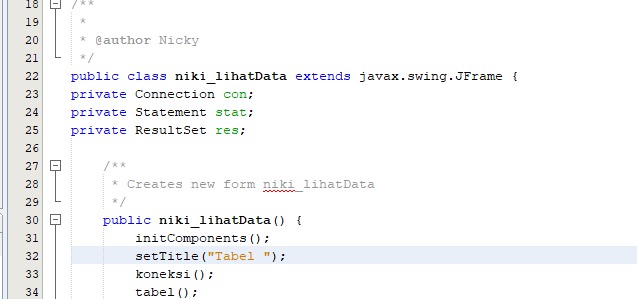 18 /**
19 *
20 * @author Nicky
21 */
22 public class niki_lihatData extends javax.swing.JFrame {
23 private Connection con;
24 private Statement stat;
25 private ResultSet res;
26
27 /**
28 * Creates new form niki_lihatData
29 */
30 public niki_lihatData() {
31 initComponents();
32 setTitle("Tabel ");
33 koneksi();
34 tabel();